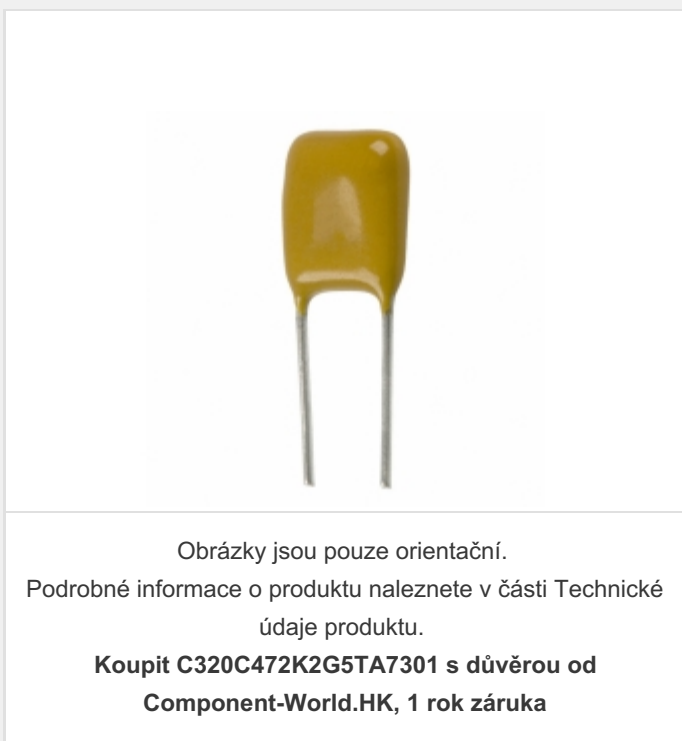 Obrázky jsou pouze orientační.
Podrobné informace o produktu naleznete v části Technické
údaje produktu.
Koupit C320C472K2G5TA7301 s důvěrou od
Component-World.HK, 1 rok záruka